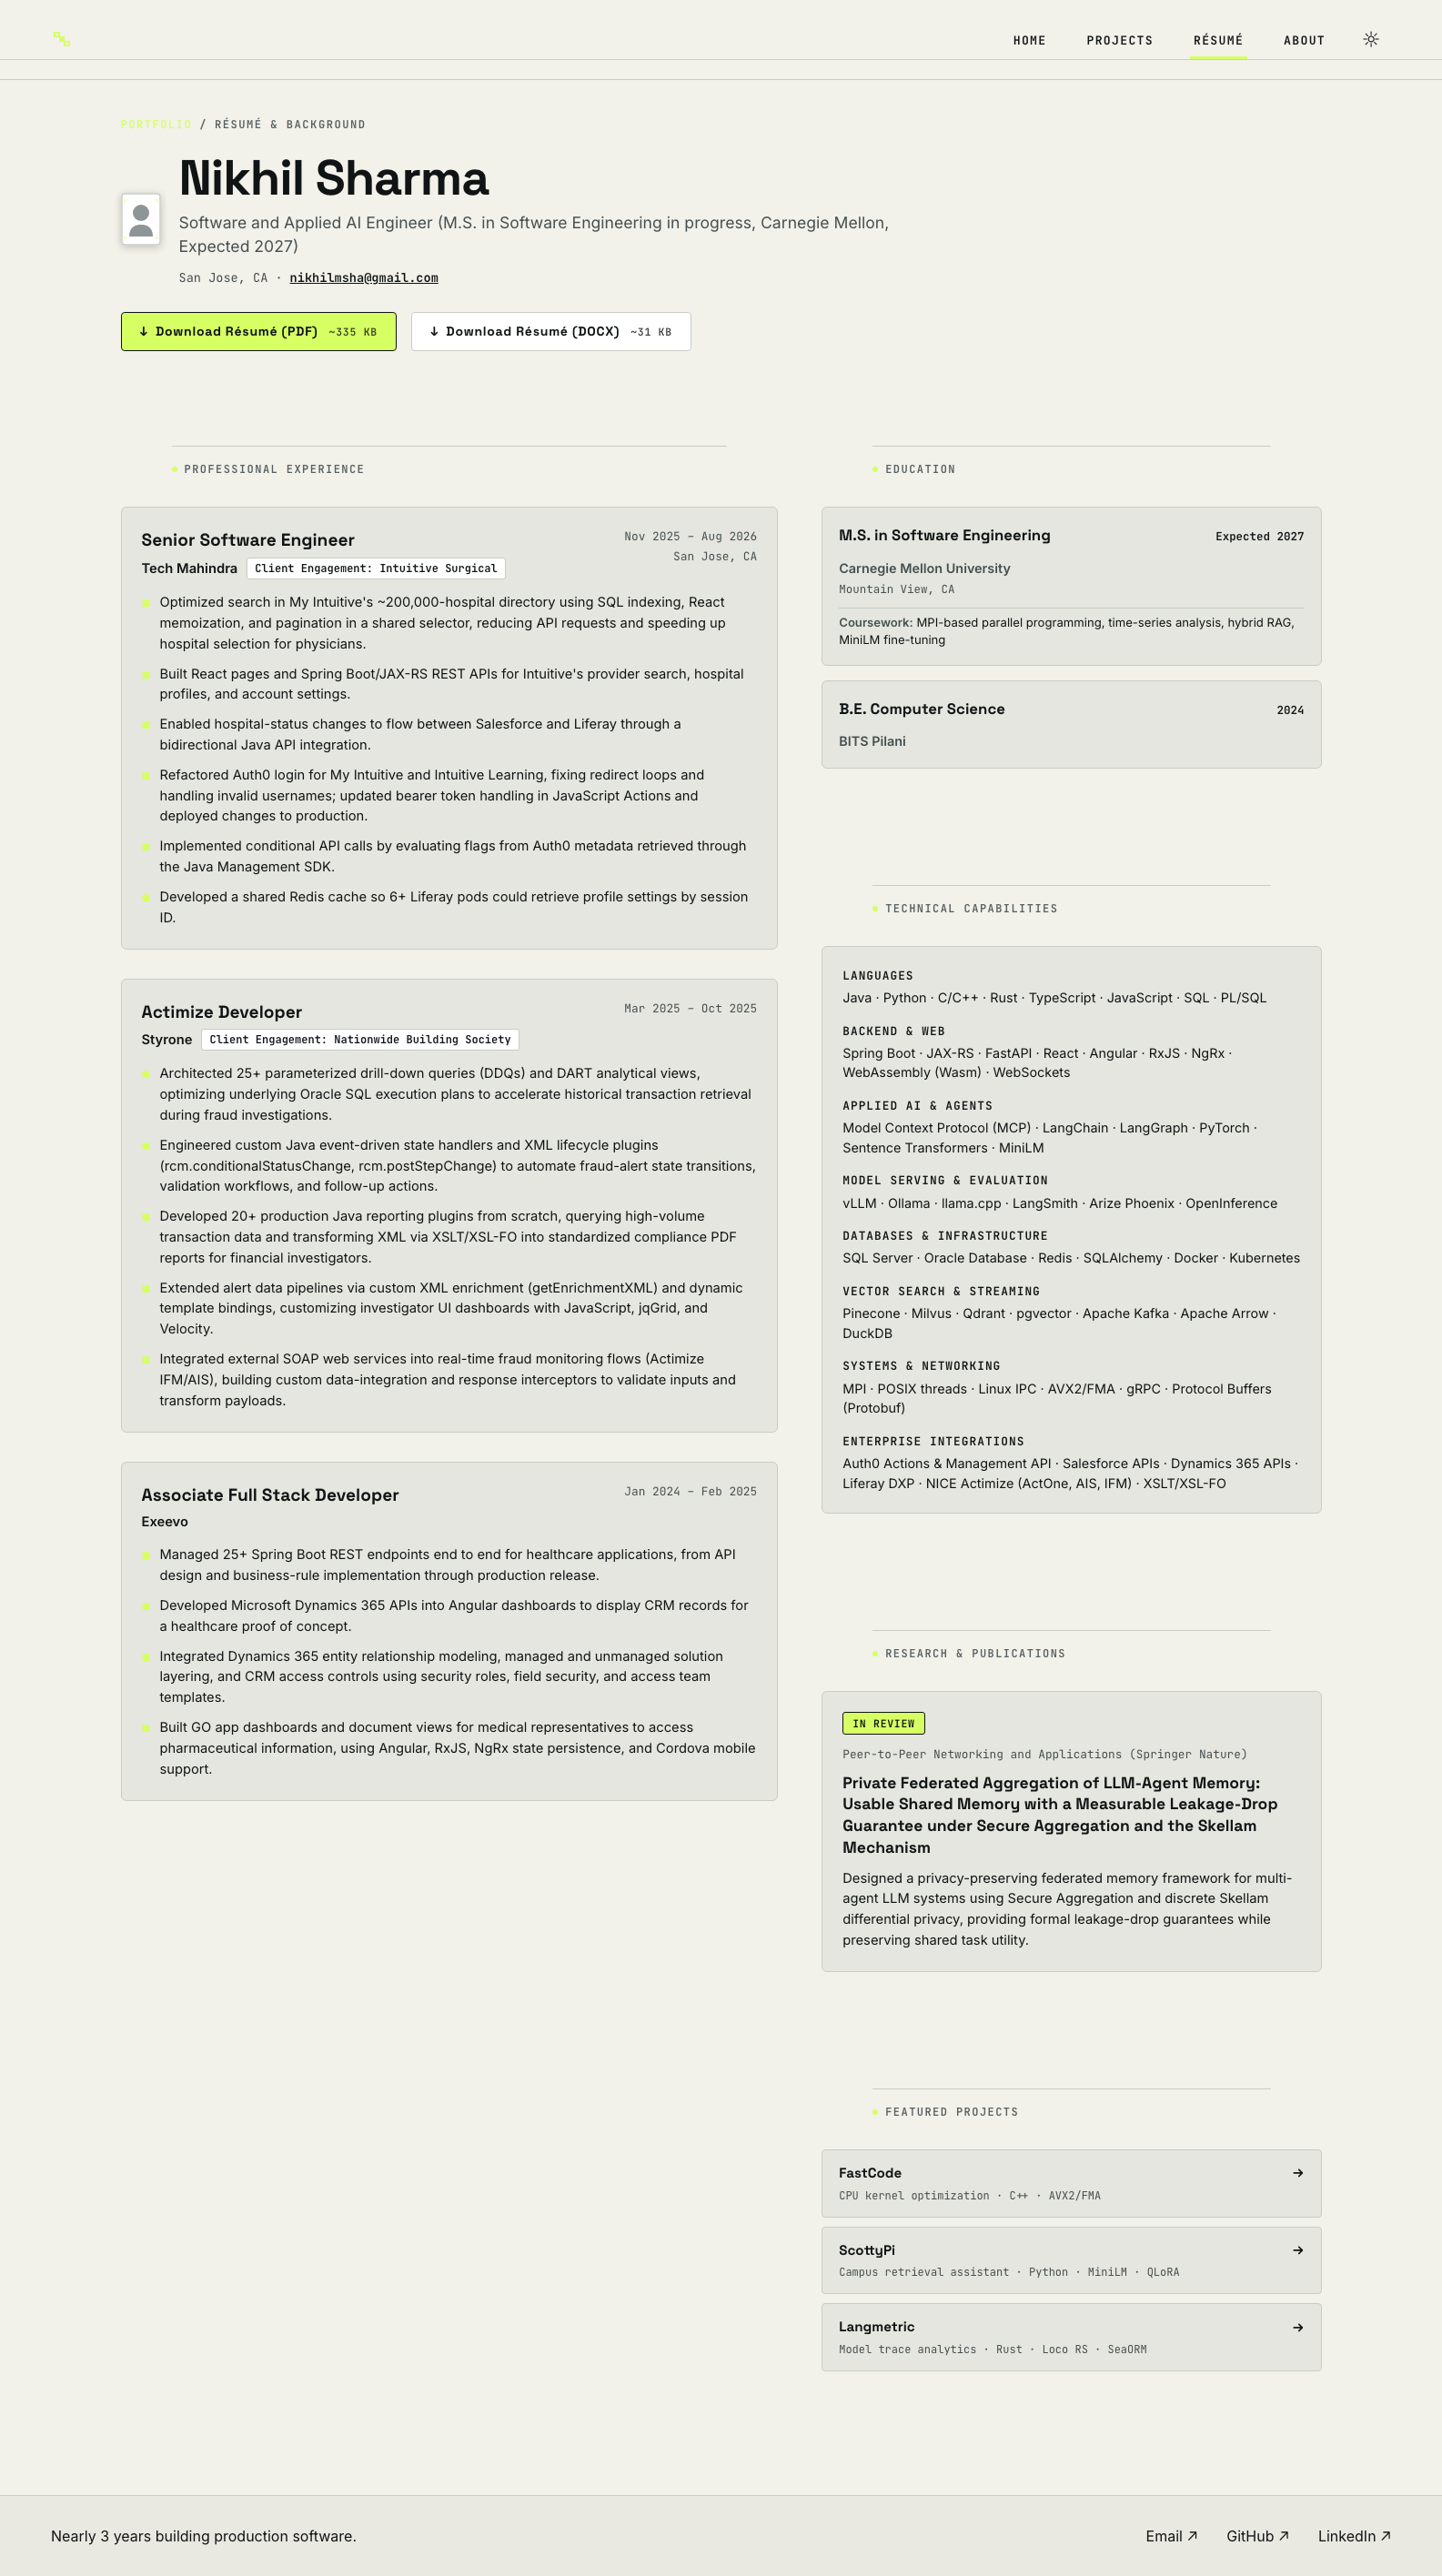 HOME
PROJECTS
RÉSUMÉ
ABOUT
PORTFOLIO / RÉSUMÉ & BACKGROUND
Nikhil Sharma
Software and Applied AI Engineer (M.S. in Software Engineering in progress, Carnegie Mellon,
Expected 2027)
San Jose, CA · nikhilmsha@gmail.com
↓ Download Résumé (PDF) ~335 KB
↓ Download Résumé (DOCX) ~31 KB
PROFESSIONAL EXPERIENCE
Senior Software Engineer
Nov 2025 – Aug 2026
San Jose, CA
Tech Mahindra
Client Engagement: Intuitive Surgical
Optimized search in My Intuitive's ~200,000-hospital directory using SQL indexing, React
memoization, and pagination in a shared selector, reducing API requests and speeding up
hospital selection for physicians.
Built React pages and Spring Boot/JAX-RS REST APIs for Intuitive's provider search, hospital
profiles, and account settings.
Enabled hospital-status changes to flow between Salesforce and Liferay through a
bidirectional Java API integration.
Refactored Auth0 login for My Intuitive and Intuitive Learning, fixing redirect loops and
handling invalid usernames; updated bearer token handling in JavaScript Actions and
deployed changes to production.
Implemented conditional API calls by evaluating flags from Auth0 metadata retrieved through
the Java Management SDK.
Developed a shared Redis cache so 6+ Liferay pods could retrieve profile settings by session
ID.
Actimize Developer
Mar 2025 – Oct 2025
Styrone
Client Engagement: Nationwide Building Society
Architected 25+ parameterized drill-down queries (DDQs) and DART analytical views,
optimizing underlying Oracle SQL execution plans to accelerate historical transaction retrieval
during fraud investigations.
Engineered custom Java event-driven state handlers and XML lifecycle plugins
(rcm.conditionalStatusChange, rcm.postStepChange) to automate fraud-alert state transitions,
validation workflows, and follow-up actions.
Developed 20+ production Java reporting plugins from scratch, querying high-volume
transaction data and transforming XML via XSLT/XSL-FO into standardized compliance PDF
reports for financial investigators.
Extended alert data pipelines via custom XML enrichment (getEnrichmentXML) and dynamic
template bindings, customizing investigator UI dashboards with JavaScript, jqGrid, and
Velocity.
Integrated external SOAP web services into real-time fraud monitoring flows (Actimize
IFM/AIS), building custom data-integration and response interceptors to validate inputs and
transform payloads.
Associate Full Stack Developer
Jan 2024 – Feb 2025
Exeevo
Managed 25+ Spring Boot REST endpoints end to end for healthcare applications, from API
design and business-rule implementation through production release.
Developed Microsoft Dynamics 365 APIs into Angular dashboards to display CRM records for
a healthcare proof of concept.
Integrated Dynamics 365 entity relationship modeling, managed and unmanaged solution
layering, and CRM access controls using security roles, field security, and access team
templates.
Built GO app dashboards and document views for medical representatives to access
pharmaceutical information, using Angular, RxJS, NgRx state persistence, and Cordova mobile
support.
EDUCATION
M.S. in Software Engineering
Expected 2027
Carnegie Mellon University
Mountain View, CA
Coursework: MPI-based parallel programming, time-series analysis, hybrid RAG,
MiniLM fine-tuning
B.E. Computer Science
2024
BITS Pilani
TECHNICAL CAPABILITIES
LANGUAGES
Java · Python · C/C++ · Rust · TypeScript · JavaScript · SQL · PL/SQL
BACKEND & WEB
Spring Boot · JAX-RS · FastAPI · React · Angular · RxJS · NgRx ·
WebAssembly (Wasm) · WebSockets
APPLIED AI & AGENTS
Model Context Protocol (MCP) · LangChain · LangGraph · PyTorch ·
Sentence Transformers · MiniLM
MODEL SERVING & EVALUATION
vLLM · Ollama · llama.cpp · LangSmith · Arize Phoenix · OpenInference
DATABASES & INFRASTRUCTURE
SQL Server · Oracle Database · Redis · SQLAlchemy · Docker · Kubernetes
VECTOR SEARCH & STREAMING
Pinecone · Milvus · Qdrant · pgvector · Apache Kafka · Apache Arrow ·
DuckDB
SYSTEMS & NETWORKING
MPI · POSIX threads · Linux IPC · AVX2/FMA · gRPC · Protocol Buffers
(Protobuf)
ENTERPRISE INTEGRATIONS
Auth0 Actions & Management API · Salesforce APIs · Dynamics 365 APIs ·
Liferay DXP · NICE Actimize (ActOne, AIS, IFM) · XSLT/XSL-FO
RESEARCH & PUBLICATIONS
IN REVIEW
Peer-to-Peer Networking and Applications (Springer Nature)
Private Federated Aggregation of LLM-Agent Memory:
Usable Shared Memory with a Measurable Leakage-Drop
Guarantee under Secure Aggregation and the Skellam
Mechanism
Designed a privacy-preserving federated memory framework for multi-
agent LLM systems using Secure Aggregation and discrete Skellam
differential privacy, providing formal leakage-drop guarantees while
preserving shared task utility.
FEATURED PROJECTS
FastCode →
CPU kernel optimization · C++ · AVX2/FMA
ScottyPi →
Campus retrieval assistant · Python · MiniLM · QLoRA
Langmetric →
Model trace analytics · Rust · Loco RS · SeaORM
Nearly 3 years building production software.
Email ↗
GitHub ↗
LinkedIn ↗